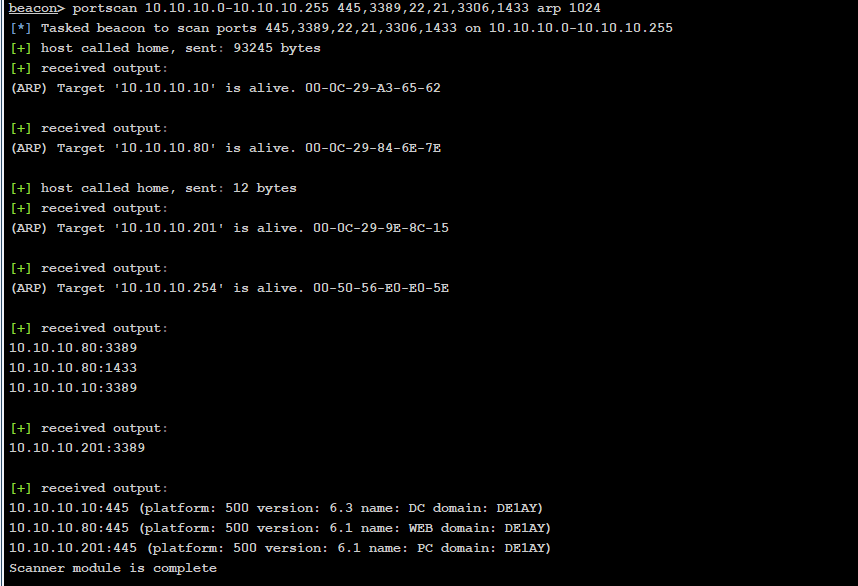 beacon> portscan 10.10.10.0-10.10.10.255 445,3389,22,21,3306,1433 arp 1024
[*] Tasked beacon to scan ports 445,3389,22,21,3306,1433 on 10.10.10.0-10.10.10.255
[+] host called home, sent: 93245 bytes
[+] received output:
(ARP) Target '10.10.10.10' is alive. 00-0C-29-A3-65-62
[+] received output:
(ARP) Target '10.10.10.80' is alive. 00-0C-29-84-6E-7E
[+] host called home, sent: 12 bytes
[+] received output:
(ARP) Target '10.10.10.201' is alive. 00-0C-29-9E-8C-15
[+] received output:
(ARP) Target '10.10.10.254' is alive. 00-50-56-E0-E0-5E
[+] received output:
10.10.10.80:3389
10.10.10.80:1433
10.10.10.10:3389
[+] received output:
10.10.10.201:3389
[+] received output:
10.10.10.10:445 (platform: 500 version: 6.3 name: DC domain: DE1AY)
10.10.10.80:445 (platform: 500 version: 6.1 name: WEB domain: DE1AY)
10.10.10.201:445 (platform: 500 version: 6.1 name: PC domain: DE1AY)
Scanner module is complete